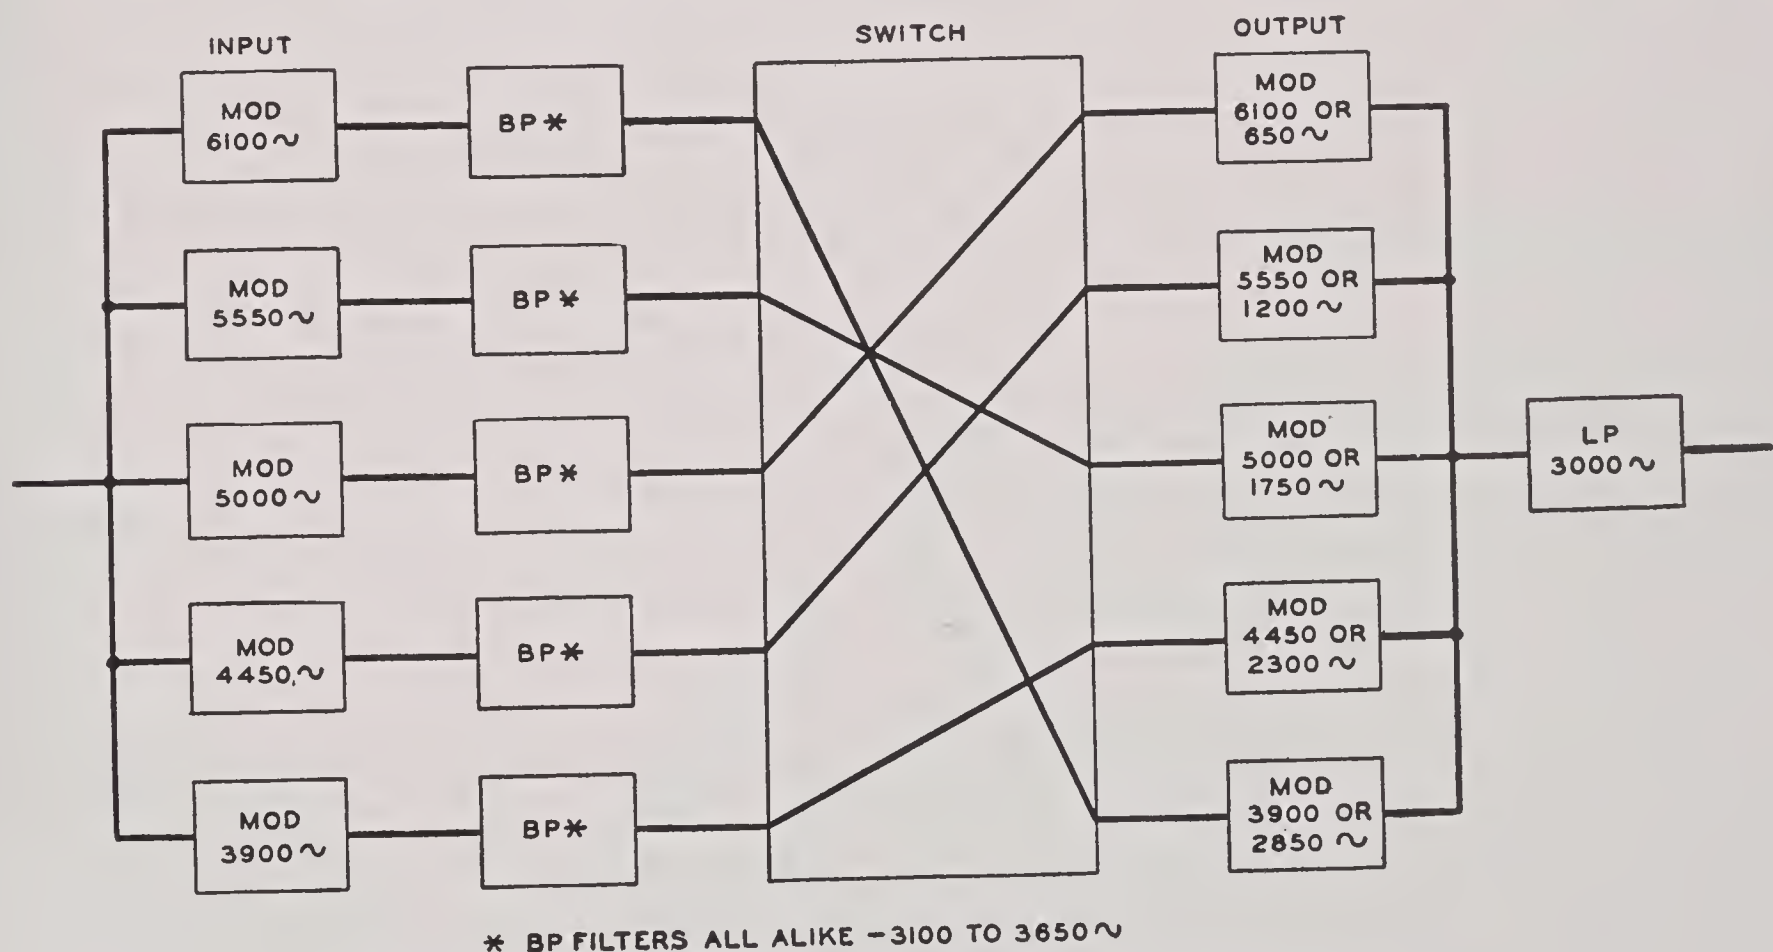 INPUT
SWITCH
OUTPUT
MOD
6100~
BP*
MOD
6100 OR
650~
MOD
5550~
BP*
MOD
5550 OR
1200~
MOD
5000~
BP*
MOD
5000 OR
1750~
LP
3000~
MOD
4450~
BP*
MOD
4450 OR
2300~
MOD
3900~
BP*
MOD
3900 OR
2850~
* BP FILTERS ALL ALIKE -3100 TO 3650~